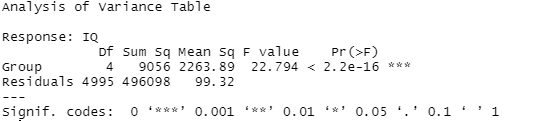 Analysis of Variance Table
Response: IQ
Df Sum Sq Mean Sq F value Pr(>F)
Group 4 9056 2263.89 22.794 < 2.2e-16 ***
Residuals 4995 496098 99.32
---
Signif. codes: 0 ‘***’ 0.001 ‘**’ 0.01 ‘*’ 0.05 ‘.’ 0.1 ‘ ’ 1